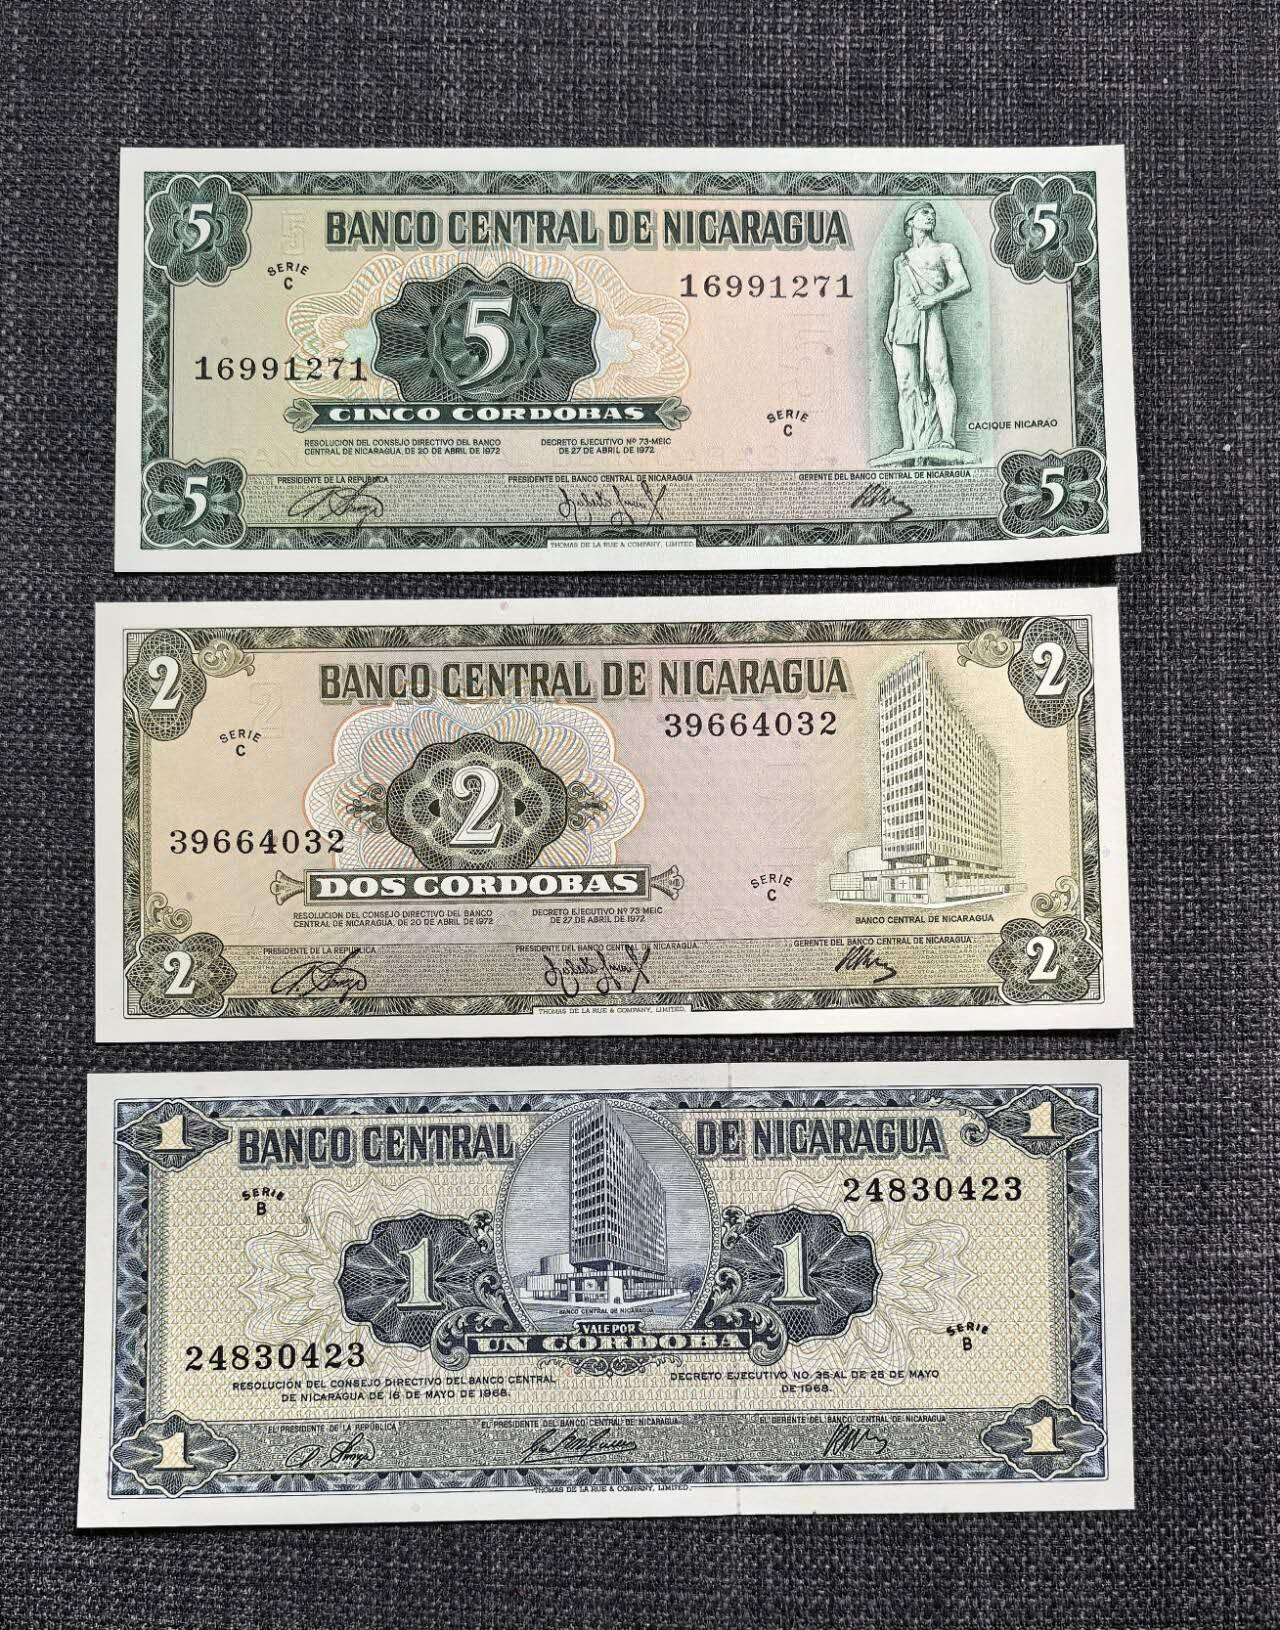 5 5
BANCO CENTRAL DE NICARAGUA
SERIE
C
16991271
5
16991271
CINCO CORDOBAS
SERIE
C
CACIQUE NICARAO
RESOLUCION DEL CONSEJO DIRECTIVO DEL BANCO
CENTRAL DE NICARAGUA, DE 20 DE ABRIL DE 1972
DECRETO EJECUTIVO Nº 73-MEIC
DE 27 DE ABRIL DE 1972
5 5
PRESIDENTE DE LA REPUBLICA
PRESIDENTE DEL BANCO CENTRAL DE NICARAGUA
GERENTE DEL BANCO CENTRAL DE NICARAGUA
THOMAS DE LA RUE & COMPANY, LIMITED.
2 2
BANCO CENTRAL DE NICARAGUA
SERIE
C
39664032
2
39664032
DOS CORDOBAS
SERIE
C
BANCO CENTRAL DE NICARAGUA
RESOLUCION DEL CONSEJO DIRECTIVO DEL BANCO
CENTRAL DE NICARAGUA, DE 20 DE ABRIL DE 1972
DECRETO EJECUTIVO Nº 73 MEIC
DE 27 DE ABRIL DE 1972
2 2
PRESIDENTE DE LA REPUBLICA
PRESIDENTE DEL BANCO CENTRAL DE NICARAGUA
GERENTE DEL BANCO CENTRAL DE NICARAGUA
THOMAS DE LA RUE & COMPANY, LIMITED.
1 1
BANCO CENTRAL DE NICARAGUA
SERIE
B
24830423
1 1
BANCO CENTRAL DE NICARAGUA
VALE POR
UN CORDOBA
SERIE
B
24830423
RESOLUCIÓN DEL CONSEJO DIRECTIVO DEL BANCO CENTRAL
DE NICARAGUA DE 16 DE MAYO DE 1968.
DECRETO EJECUTIVO NO. 35 AL DE 25 DE MAYO
DE 1968.
1 1
EL PRESIDENTE DE LA REPÚBLICA
EL PRESIDENTE DEL BANCO CENTRAL DE NICARAGUA
EL GERENTE DEL BANCO CENTRAL DE NICARAGUA
THOMAS DE LA RUE & COMPANY, LIMITED.